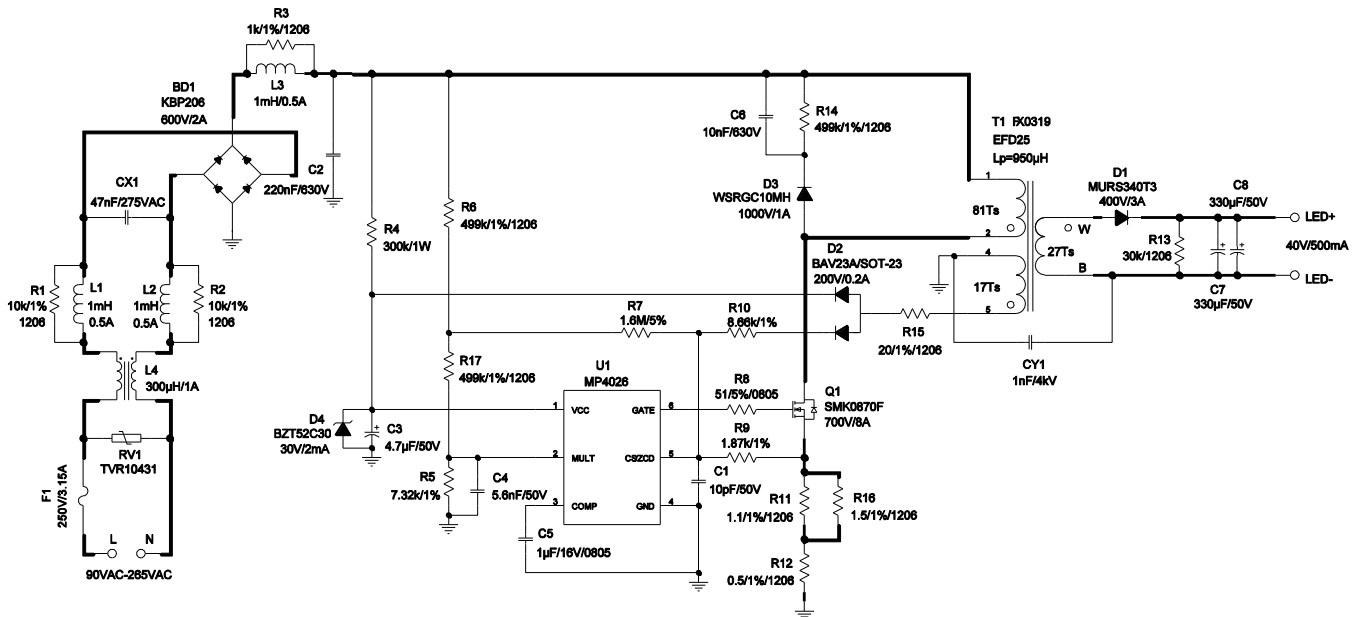 R3
1k/1%/1206
L3
1mH/0.5A
BD1
KBP206
600V/2A
CX1
47nF/275VAC
C2
220nF/630V
R1
10k/1%
1206
L1
1mH
0.5A
L2
1mH
0.5A
R2
10k/1%
1206
L4
300µH/1A
RV1
TVR10431
F1
250V/3.15A
L
N
90VAC-265VAC
R4
300k/1W
R6
499k/1%/1206
R17
499k/1%/1206
D4
BZT52C30
30V/2mA
C3
+
4.7µF/50V
R5
7.32k/1%
C4
5.6nF/50V
C5
1µF/16V/0805
U1
MP4026
1
VCC
GATE
6
2
MULT
CS/ZCD
5
3
COMP
GND
4
R7
1.6M/5%
R10
8.66k/1%
R8
51/5%/0805
R9
1.87k/1%
C1
10pF/50V
C6
10nF/630V
R14
499k/1%/1206
D3
WSRGC10MH
1000V/1A
D2
BAV23A/SOT-23
200V/0.2A
R15
20/1%/1206
Q1
SMK0870F
700V/8A
R11
1.1/1%/1206
R16
1.5/1%/1206
R12
0.5/1%/1206
T1 FX0319
EFD25
Lp=950µH
1
81Ts
2
4
17Ts
5
27Ts
W
B
CY1
1nF/4kV
D1
MURS340T3
400V/3A
R13
30k/1206
C8
330µF/50V
+
+
C7
330µF/50V
LED+
40V/500mA
LED-